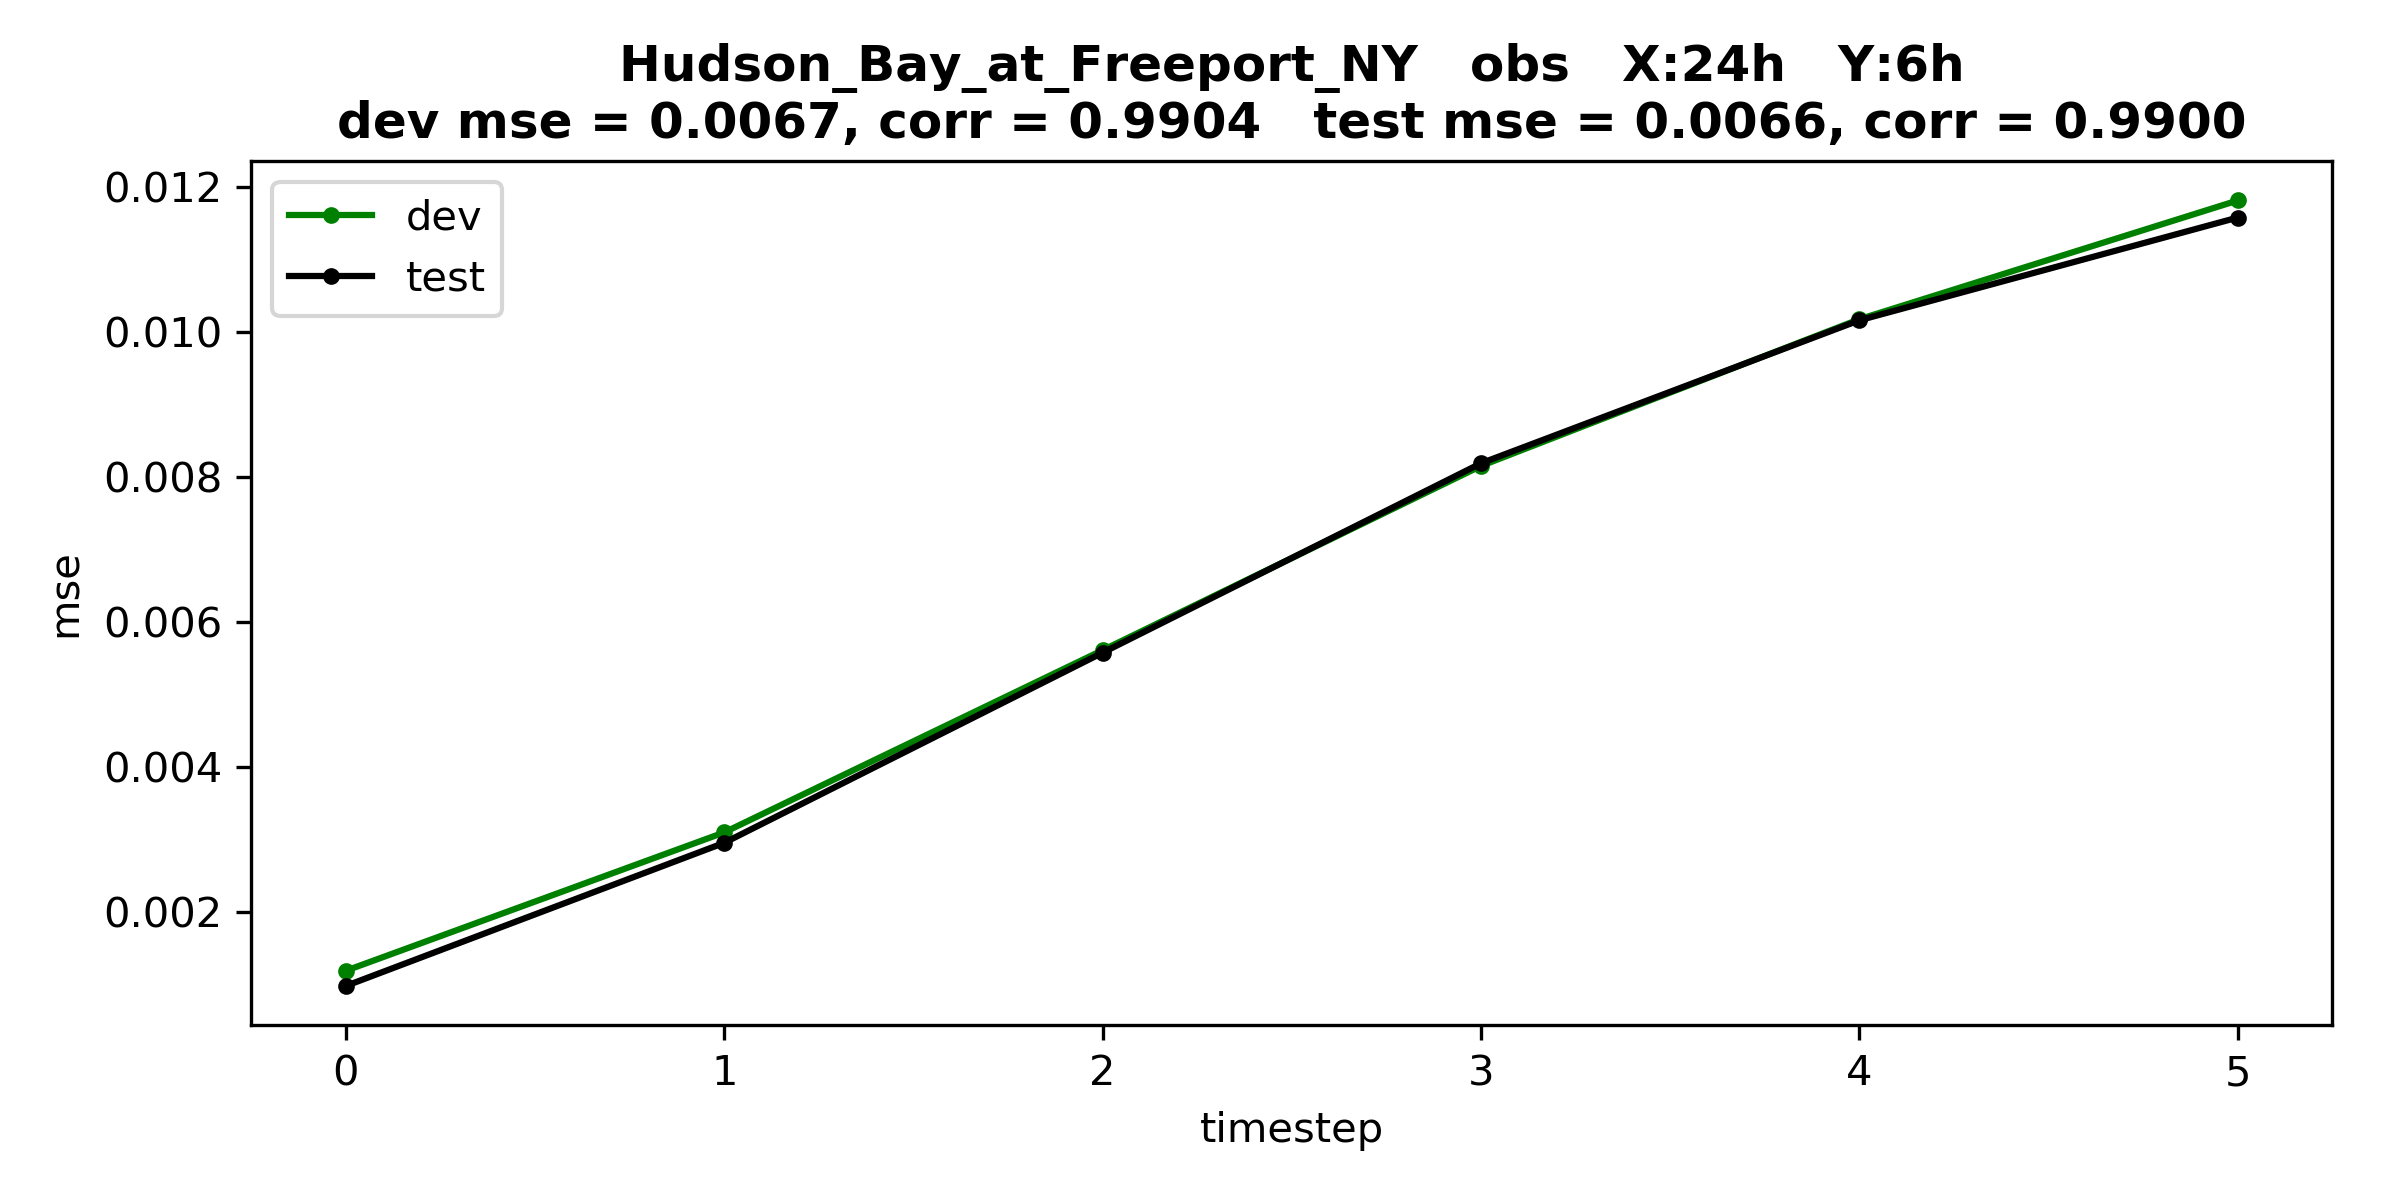 Hudson_Bay_at_Freeport_NY obs X:24h Y:6h
dev mse = 0.0067, corr = 0.9904 test mse = 0.0066, corr = 0.9900
dev
test
0.012
0.010
0.008
0.006
0.004
0.002
mse
0 1 2 3 4 5
timestep